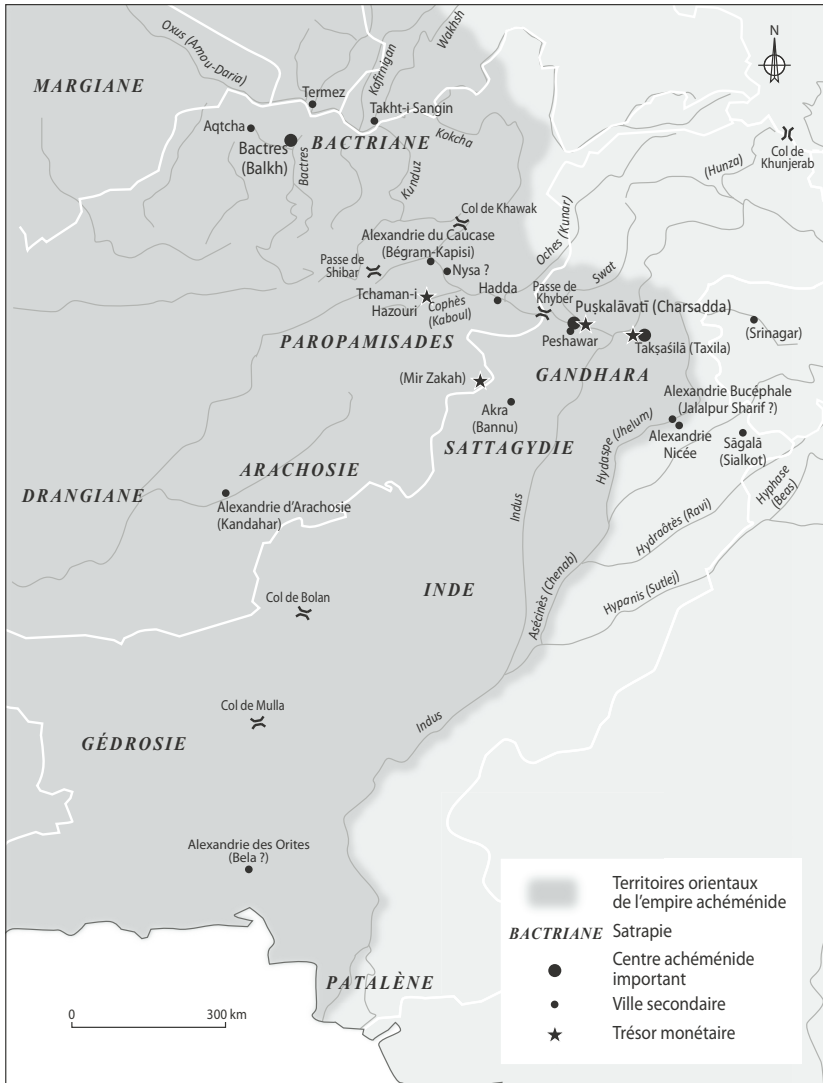 N
Oxus (Amou-Daria)
Kafirnigan
Wakhsh
MARGIANE
Termez
Takht-i Sangin
Aqtcha
Bactres
(Balkh)
Bactres
BACTRIANE
Kokcha
Kunduz
(Hunza)
Col de
Khunjerab
Col de Khawak
Alexandrie du Caucase
(Bégram-Kapisi)
Oches (Kunar)
Swat
Passe de
Shibar
Nysa ?
Hadda
Passe de
Khyber
Tchaman-i
Hazouri
Cophès
(Kaboul)
Puṣkalāvatī (Charsadda)
Peshawar
Takṣaśilā (Taxila)
(Srinagar)
PAROPAMISADES
GANDHARA
(Mir Zakah)
Akra
(Bannu)
Alexandrie Bucéphale
(Jalalpur Sharif ?)
Alexandrie
Nicée
Sāgalā
(Sialkot)
SATTAGYDIE
Hydaspe (Jhelum)
ARACHOSIE
DRANGIANE
Alexandrie d’Arachosie
(Kandahar)
Indus
Hydraôtès (Ravi)
Hyphase
(Beas)
Asécinès (Chenab)
Hypanis (Sutlej)
INDE
Col de Bolan
Col de Mulla
Indus
GÉDROSIE
Alexandrie des Orites
(Bela ?)
PATALÈNE
0 300 km
Territoires orientaux
de l’empire achéménide
BACTRIANE Satrapie
Centre achéménide
important
Ville secondaire
Trésor monétaire